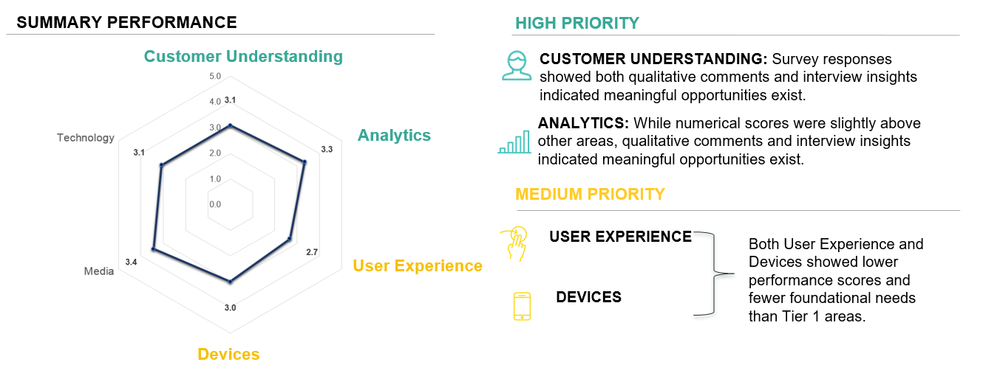 SUMMARY PERFORMANCE
Customer Understanding
5.0
4.0
3.1
3.0
2.0
1.0
0.0
Technology
3.1
Analytics
3.3
2.7
User Experience
Media
3.4
3.0
Devices
HIGH PRIORITY
CUSTOMER UNDERSTANDING: Survey responses
showed both qualitative comments and interview insights
indicated meaningful opportunities exist.
ANALYTICS: While numerical scores were slightly above
other areas, qualitative comments and interview insights
indicated meaningful opportunities exist.
MEDIUM PRIORITY
USER EXPERIENCE
DEVICES
Both User Experience and
Devices showed lower
performance scores and
fewer foundational needs
than Tier 1 areas.